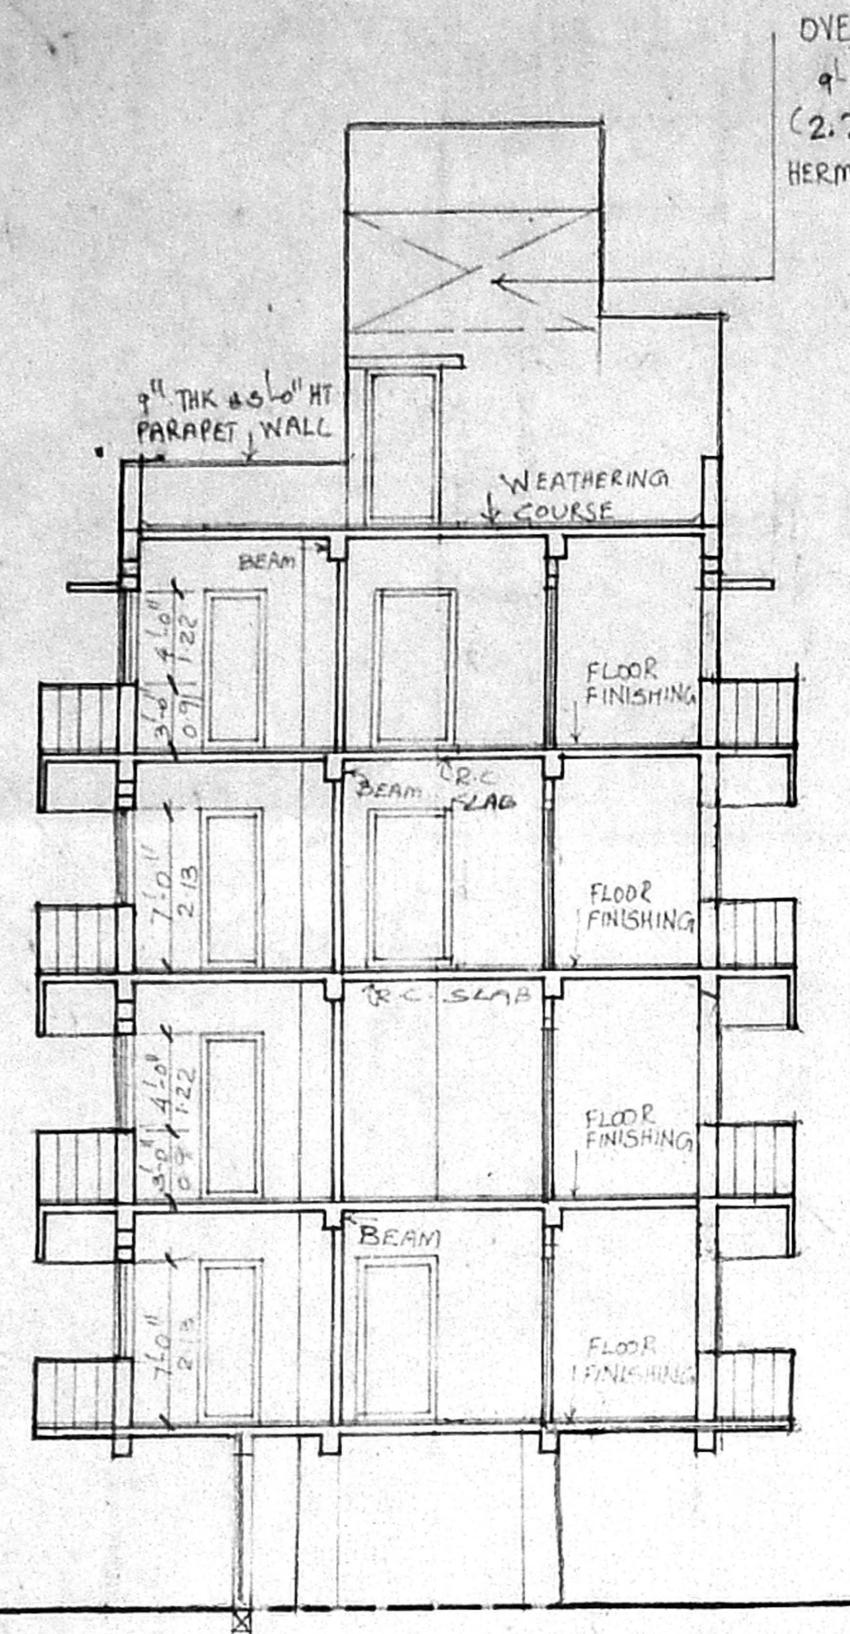 OVE
9'-
(2.7
HERM
9" THK & 3'-0" HT
PARAPET WALL
WEATHERING
COURSE
BEAM
4'-0"
1.22
3'-0"
0.91
FLOOR
FINISHING
BEAM
R.C.
SLAB
7'-0"
2.13
FLOOR
FINISHING
R.C. SLAB
4'-0"
1.22
3'-0"
0.9
FLOOR
FINISHING
BEAM
7'-0"
2.13
FLOOR
FINISHING